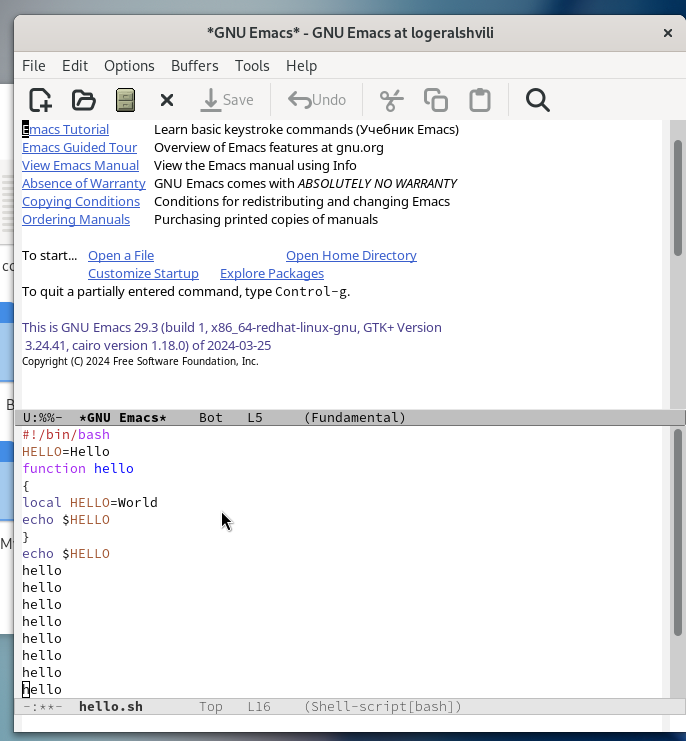 *GNU Emacs* - GNU Emacs at logeralshvili
File Edit Options Buffers Tools Help
Save Undo
Emacs Tutorial Learn basic keystroke commands (Учебник Emacs)
Emacs Guided Tour Overview of Emacs features at gnu.org
View Emacs Manual View the Emacs manual using Info
Absence of Warranty GNU Emacs comes with ABSOLUTELY NO WARRANTY
Copying Conditions Conditions for redistributing and changing Emacs
Ordering Manuals Purchasing printed copies of manuals
To start... Open a File Open Home Directory
Customize Startup Explore Packages
To quit a partially entered command, type Control-g.
This is GNU Emacs 29.3 (build 1, x86_64-redhat-linux-gnu, GTK+ Version
3.24.41, cairo version 1.18.0) of 2024-03-25
Copyright (C) 2024 Free Software Foundation, Inc.
U:%%- *GNU Emacs* Bot L5 (Fundamental)
#!/bin/bash
HELLO=Hello
function hello
{
local HELLO=World
echo $HELLO
}
echo $HELLO
hello
hello
hello
hello
hello
hello
hello
hello
-:**- hello.sh Top L16 (Shell-script[bash])